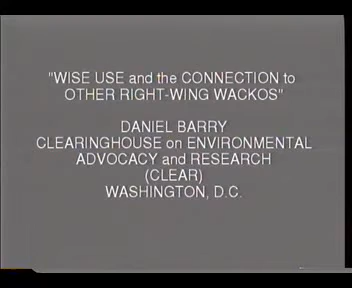 "WISE USE and the CONNECTION to
OTHER RIGHT-WING WACKOS"
DANIEL BARRY
CLEARINGHOUSE on ENVIRONMENTAL
ADVOCACY and RESEARCH
(CLEAR)
WASHINGTON, D.C.